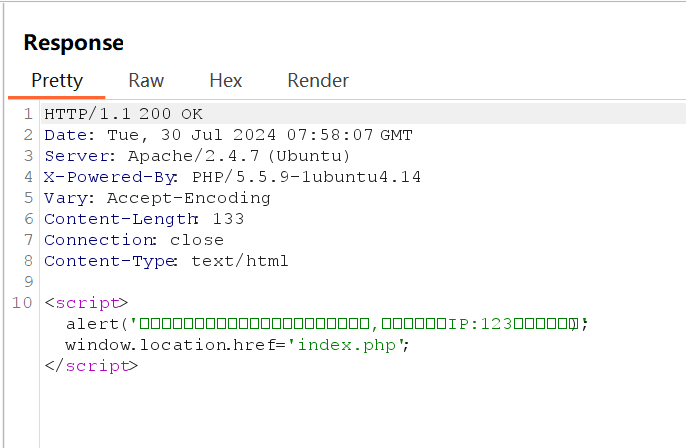 Response
Pretty Raw Hex Render
1 HTTP/1.1 200 OK
2 Date: Tue, 30 Jul 2024 07:58:07 GMT
3 Server: Apache/2.4.7 (Ubuntu)
4 X-Powered-By: PHP/5.5.9-1ubuntu4.14
5 Vary: Accept-Encoding
6 Content-Length: 133
7 Connection: close
8 Content-Type: text/html
9
10 <script>
alert('□□□□□□□□□□□□□□□□□□□□□,□□□□□□IP:123□□□□□□');
window.location.href='index.php';
</script>